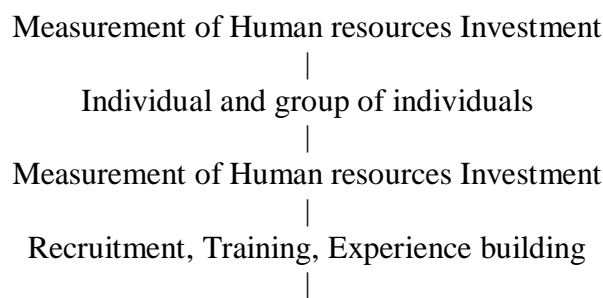 Measurement of Human resources Investment
|
Individual and group of individuals
|
Measurement of Human resources Investment
|
Recruitment, Training, Experience building
|